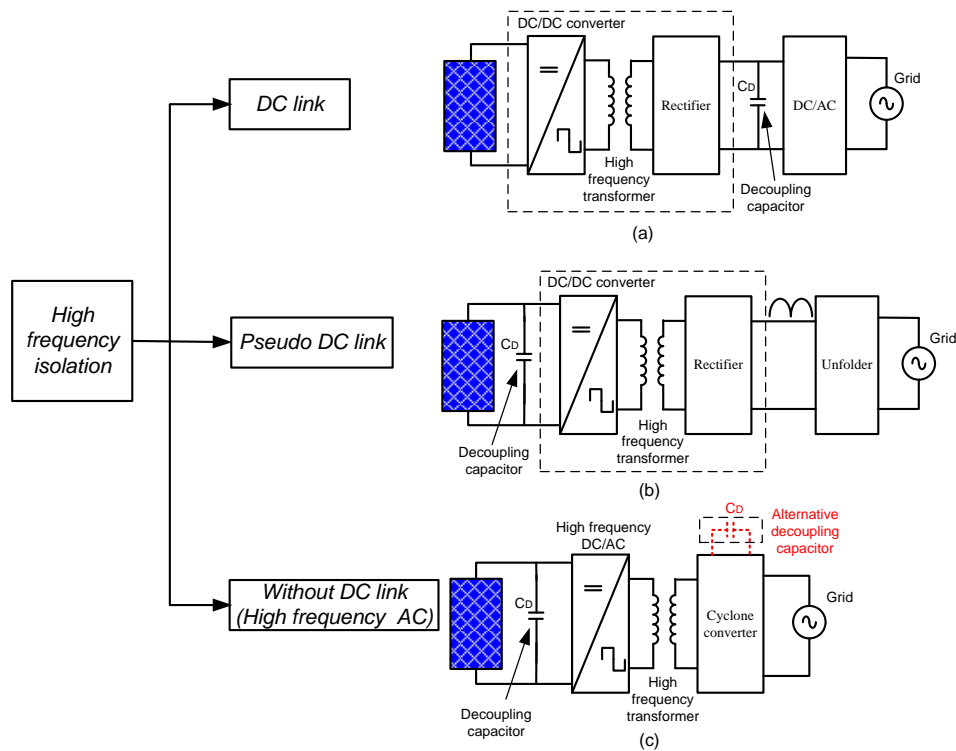 High
frequency
isolation
DC link
Pseudo DC link
Without DC link
(High frequency AC)
DC/DC converter
High
frequency
transformer
Rectifier
CD
Decoupling
capacitor
DC/AC
Grid
(a)
DC/DC converter
CD
Decoupling
capacitor
High
frequency
transformer
Rectifier
Unfolder
Grid
(b)
High frequency
DC/AC
CD
Decoupling
capacitor
High
frequency
transformer
CD
Alternative
decoupling
capacitor
Cyclone
converter
Grid
(c)